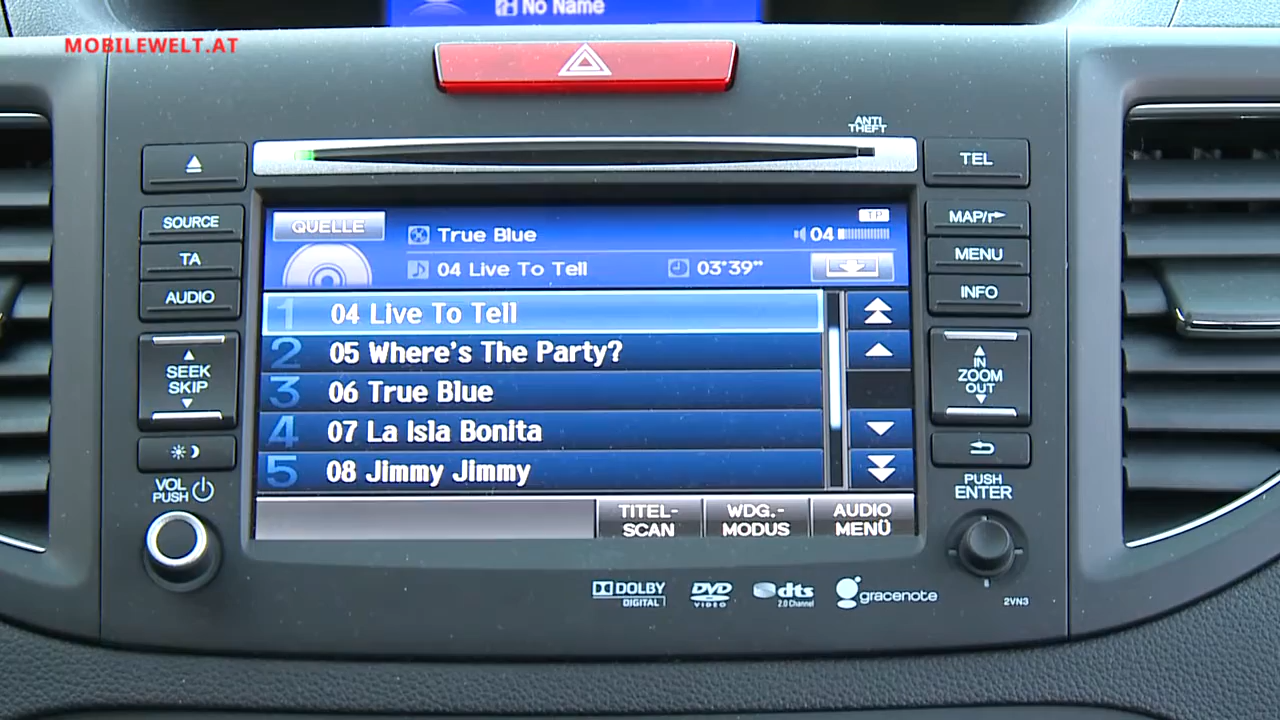 No Name
MOBILEWELT.AT
ANTI
THEFT
TEL
SOURCE
TA
AUDIO
SEEK
SKIP
VOL
PUSH
QUELLE
True Blue
TP
04
04 Live To Tell
03'39"
1 04 Live To Tell
2 05 Where's The Party?
3 06 True Blue
4 07 La Isla Bonita
5 08 Jimmy Jimmy
TITEL-
SCAN
WDG.-
MODUS
AUDIO
MENÜ
MAP/
MENU
INFO
IN
ZOOM
OUT
PUSH
ENTER
DOLBY
DIGITAL
DVD
VIDEO
dts
2.0 Channel
gracenote
2VN3